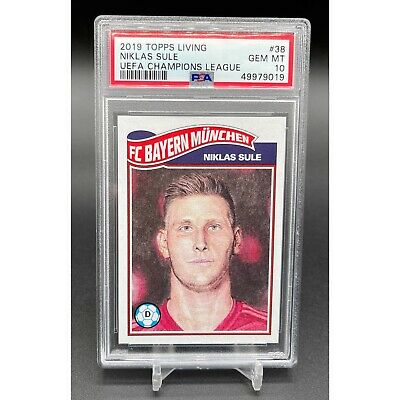 2019 TOPPS LIVING #38
NIKLAS SULE GEM MT
UEFA CHAMPIONS LEAGUE 10
PSA 49979019
FC BAYERN MÜNCHEN
NIKLAS SULE
D